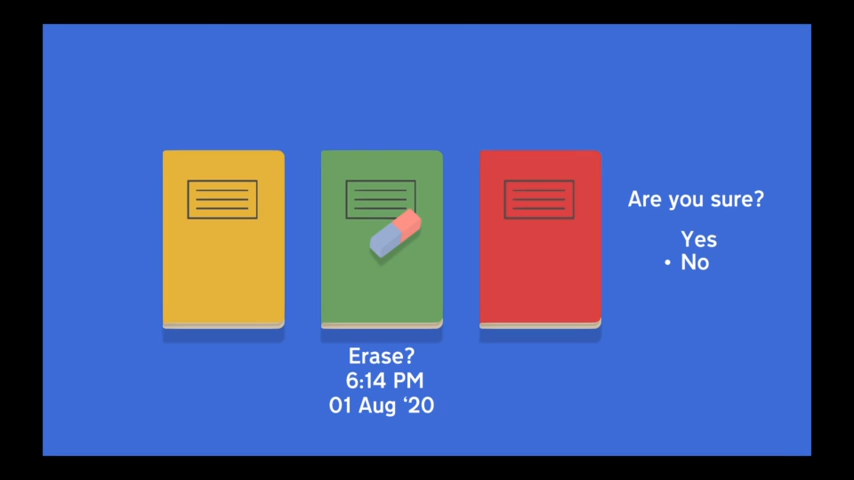 Are you sure?
Yes
• No
Erase?
6:14 PM
01 Aug ‘20